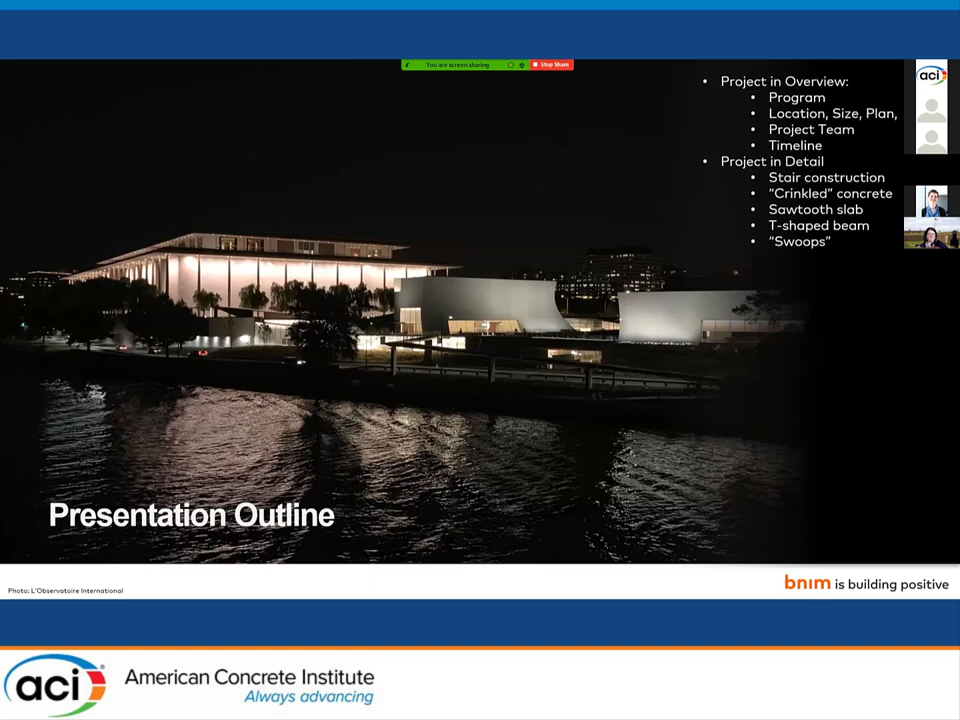 You are screen sharing
Stop Share
aci
• Project in Overview:
• Program
• Location, Size, Plan,
• Project Team
• Timeline
• Project in Detail
• Stair construction
• “Crinkled” concrete
• Sawtooth slab
• T-shaped beam
• “Swoops”
Presentation Outline
Photo: L'Observatoire International
bnim is building positive
aci®
American Concrete Institute
Always advancing